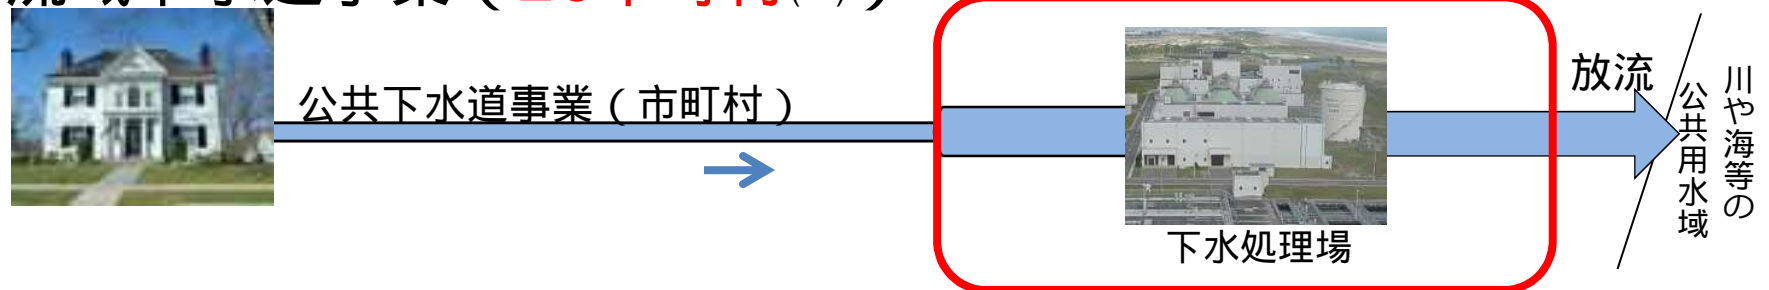 公共下水道事業（市町村）
下水処理場
放流
川や海等の
公共用水域